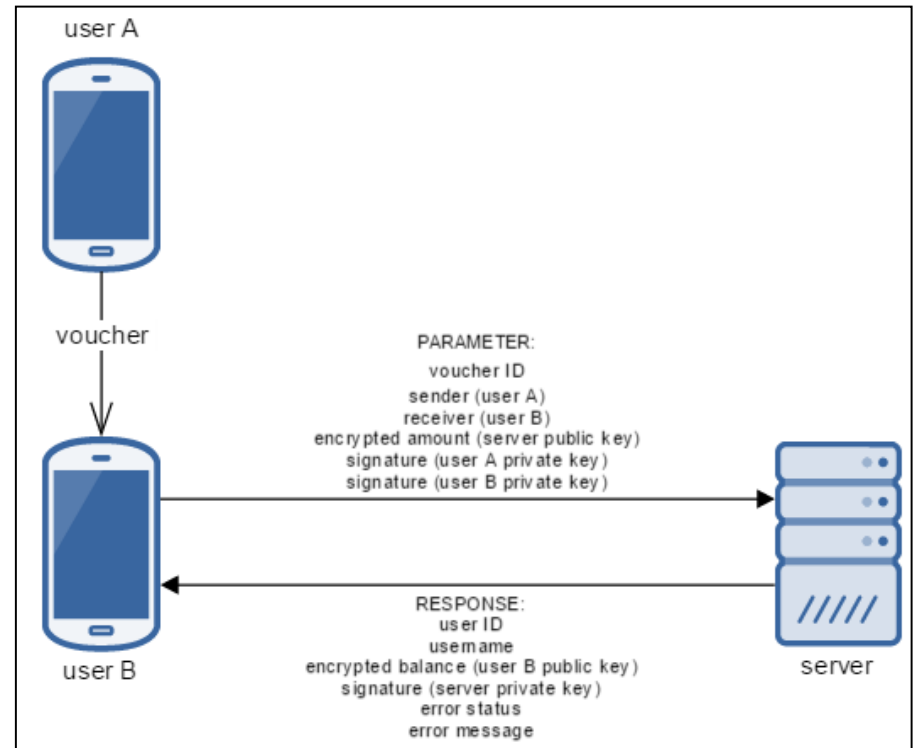 user A
voucher
PARAMETER:
voucher ID
sender (user A)
receiver (user B)
encrypted amount (server public key)
signature (user A private key)
signature (user B private key)
RESPONSE:
user ID
username
encrypted balance (user B public key)
signature (server private key)
error status
error message
user B
server